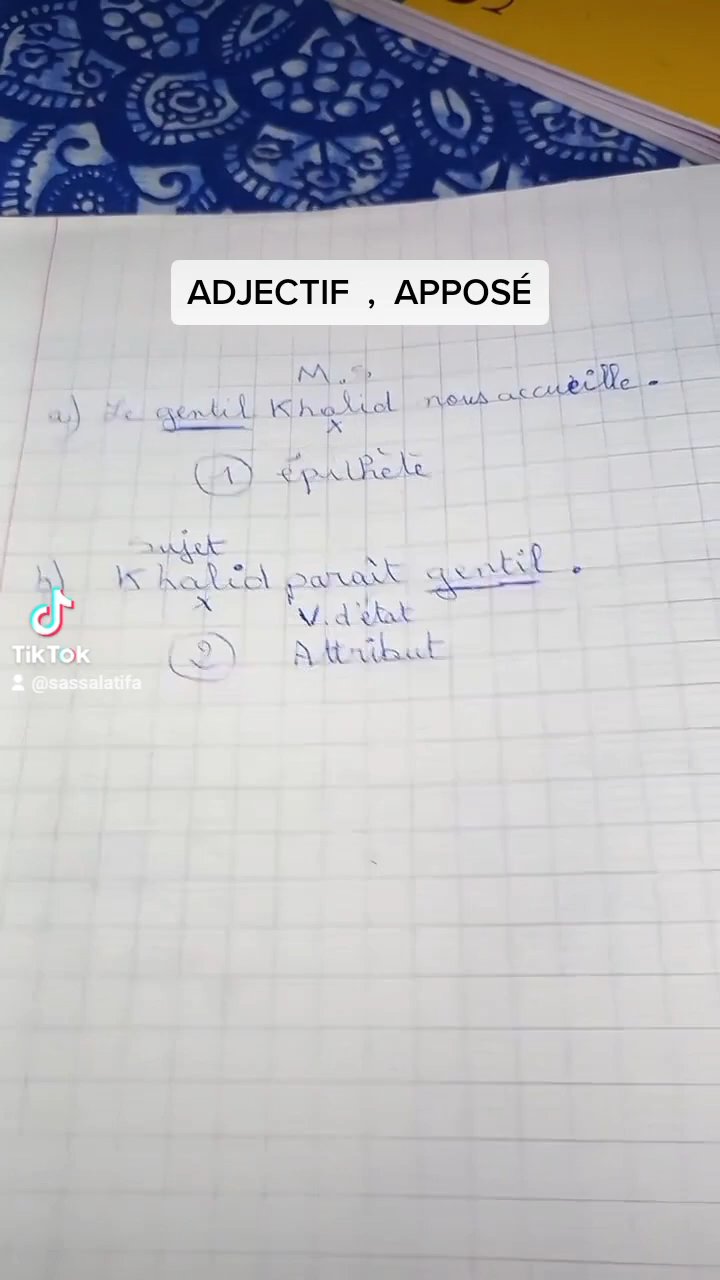 ADJECTIF , APPOSÉ
M.S.
a) Le gentil Khalid nous accueille.
x
1 épithète
sujet
b) Khalid paraît gentil.
x V. d'état
2 Attribut
TikTok
@sassalatifa